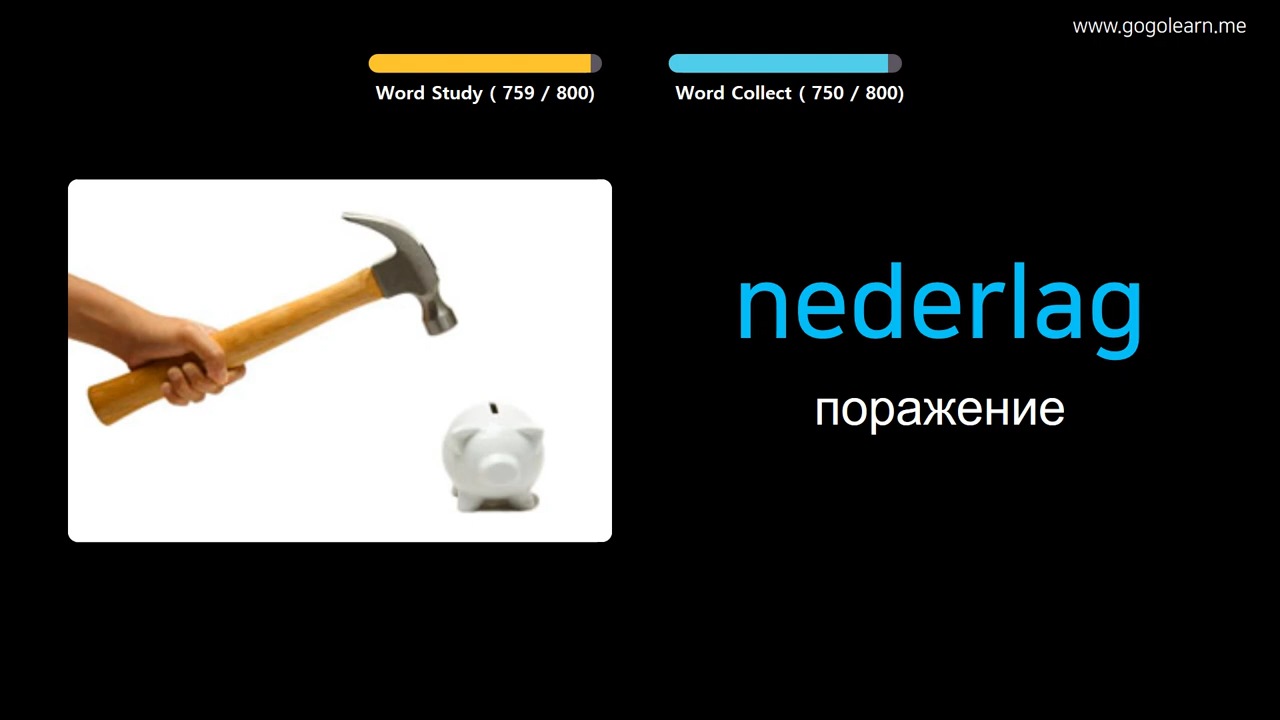 www.gogolearn.me
Word Study ( 759 / 800)
Word Collect ( 750 / 800)
nederlag
поражение